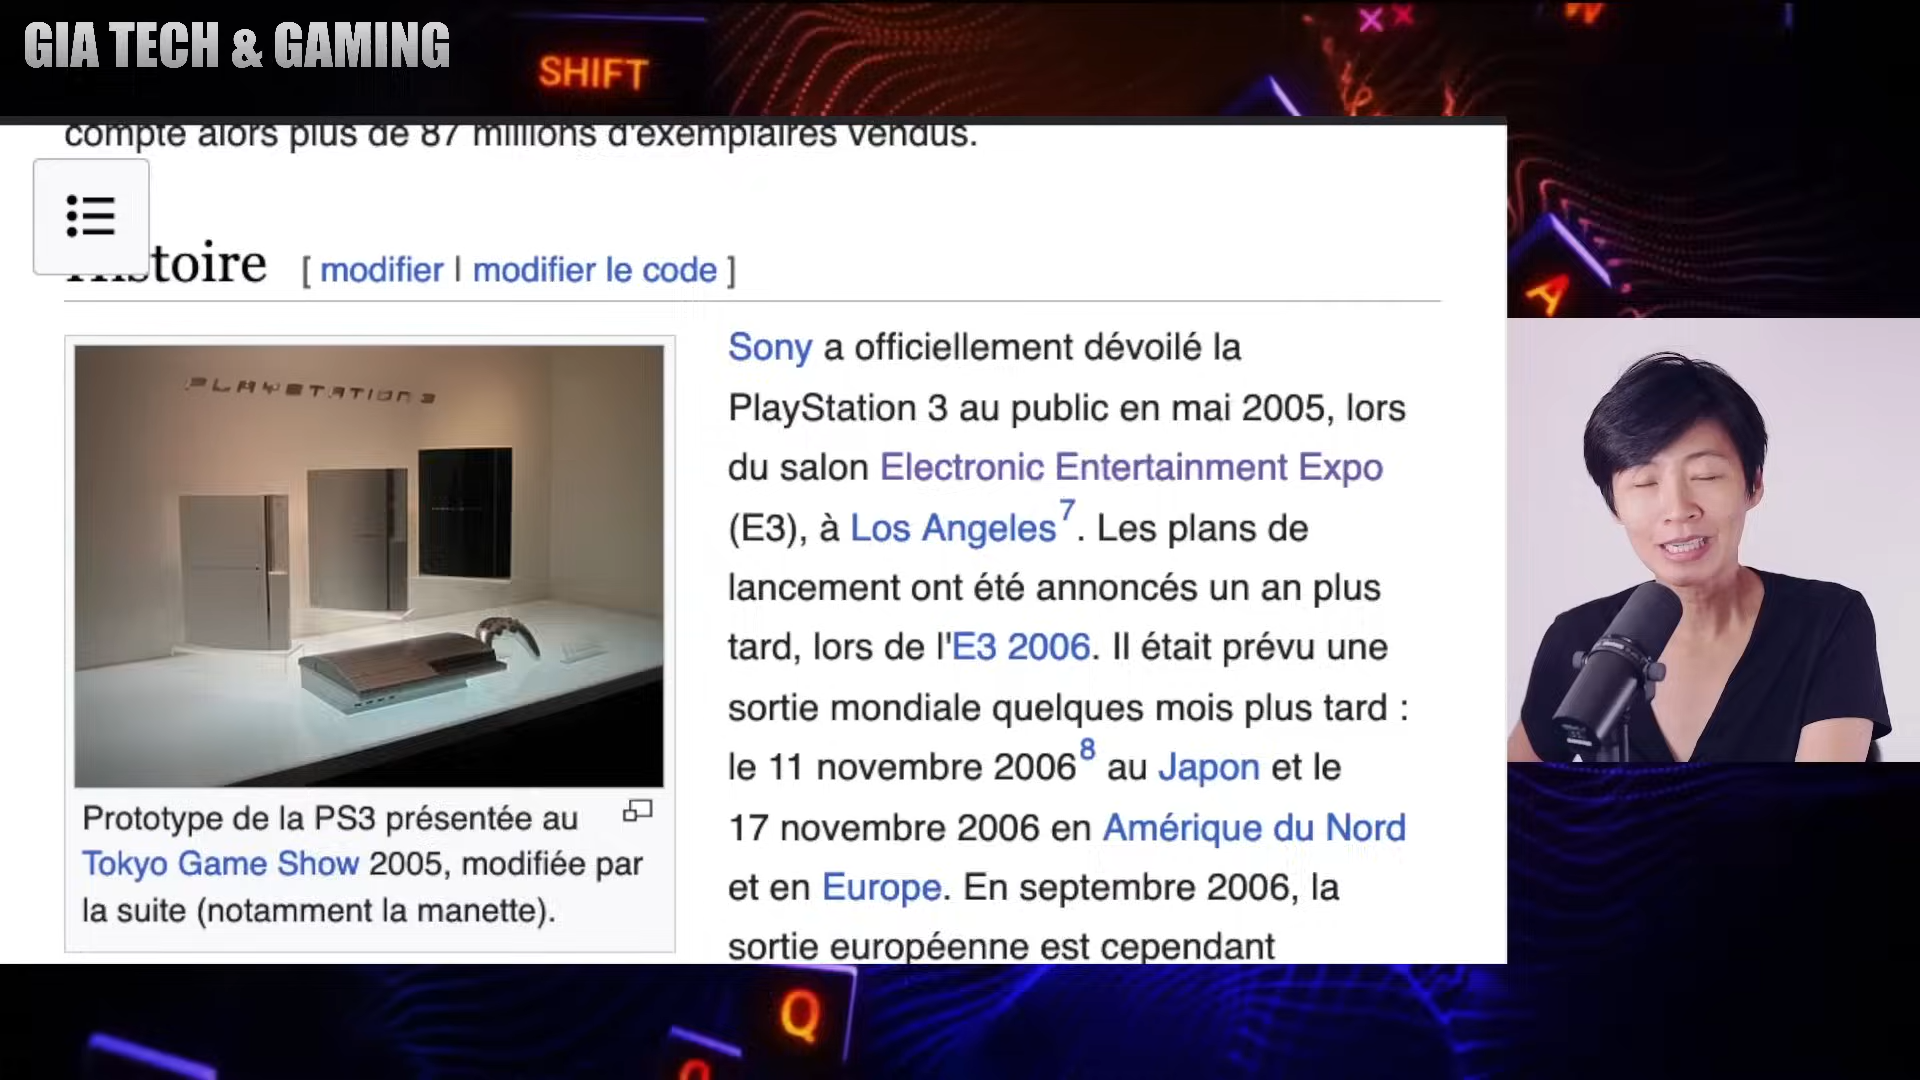 GIA TECH & GAMING
SHIFT
W
compte alors plus de 87 millions d'exemplaires vendus.
Histoire [ modifier | modifier le code ]
A
PLAYSTATION 3
Prototype de la PS3 présentée au
Tokyo Game Show 2005, modifiée par
la suite (notamment la manette).
Sony a officiellement dévoilé la
PlayStation 3 au public en mai 2005, lors
du salon Electronic Entertainment Expo
(E3), à Los Angeles7. Les plans de
lancement ont été annoncés un an plus
tard, lors de l'E3 2006. Il était prévu une
sortie mondiale quelques mois plus tard :
le 11 novembre 20068 au Japon et le
17 novembre 2006 en Amérique du Nord
et en Europe. En septembre 2006, la
sortie européenne est cependant
Q